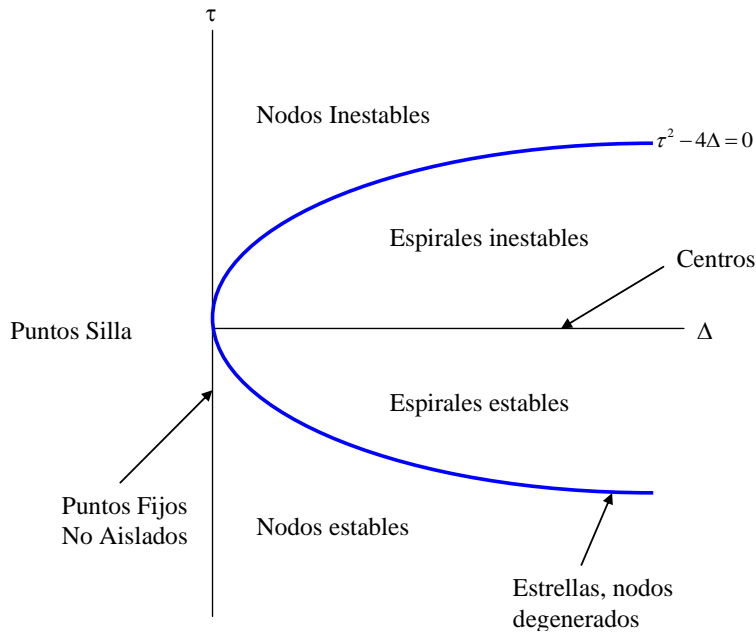 τ
Nodos Inestables
τ² − 4Δ = 0
Espirales inestables
Centros
Puntos Silla
Δ
Espirales estables
Puntos Fijos
No Aislados
Nodos estables
Estrellas, nodos
degenerados